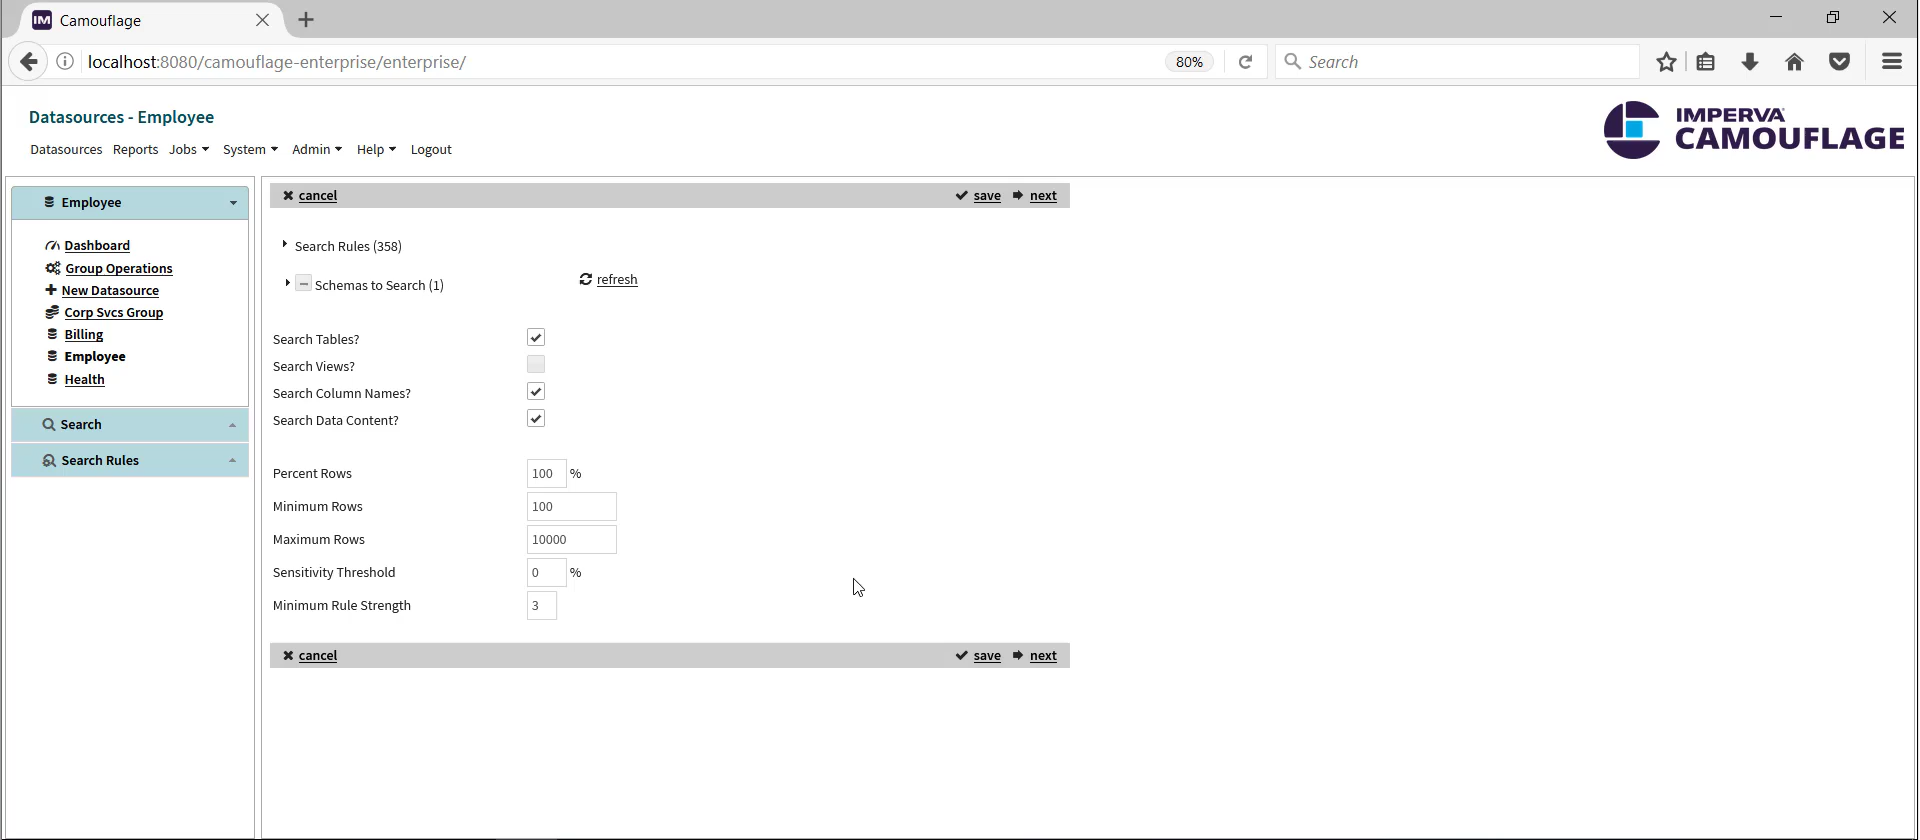 IM Camouflage
localhost:8080/camouflage-enterprise/enterprise/ 80% Search
Datasources - Employee
IMPERVA
CAMOUFLAGE
Datasources Reports Jobs System Admin Help Logout
Employee
Dashboard
Group Operations
New Datasource
Corp Svcs Group
Billing
Employee
Health
Search
Search Rules
cancel save next
Search Rules (358)
Schemas to Search (1) refresh
Search Tables?
Search Views?
Search Column Names?
Search Data Content?
Percent Rows 100 %
Minimum Rows 100
Maximum Rows 10000
Sensitivity Threshold 0 %
Minimum Rule Strength 3
cancel save next